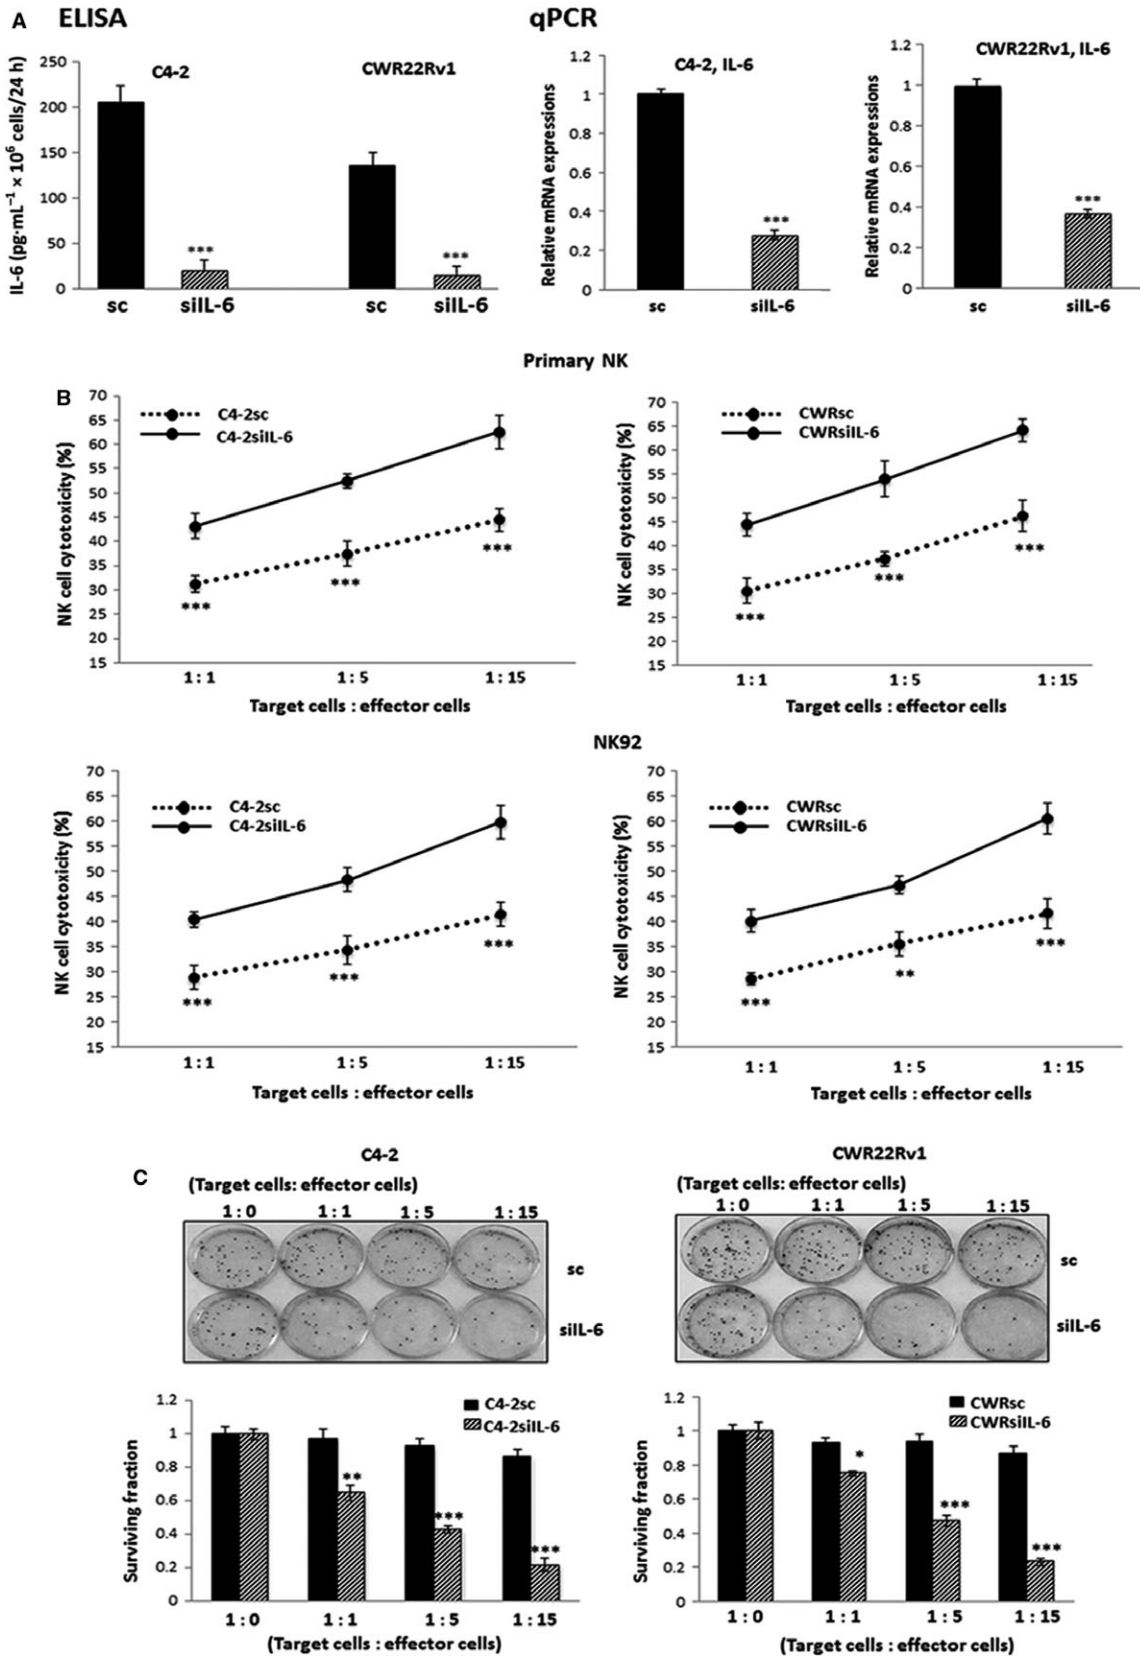 A ELISA qPCR
IL-6 (pg·mL⁻¹ × 10⁶ cells/24 h)
250
200
150
100
50
0
C4-2 CWR22Rv1
***
***
sc siIL-6 sc siIL-6
Relative mRNA expressions
1.2
1
0.8
0.6
0.4
0.2
0
C4-2, IL-6
***
sc siIL-6
Relative mRNA expressions
1.2
1
0.8
0.6
0.4
0.2
0
CWR22Rv1, IL-6
***
sc siIL-6
Primary NK
B
NK cell cytotoxicity (%)
70
65
60
55
50
45
40
35
30
25
20
15
C4-2sc
C4-2siIL-6
*** *** ***
1 : 1 1 : 5 1 : 15
Target cells : effector cells
NK cell cytotoxicity (%)
70
65
60
55
50
45
40
35
30
25
20
15
CWRsc
CWRsiIL-6
*** *** ***
1 : 1 1 : 5 1 : 15
Target cells : effector cells
NK92
NK cell cytotoxicity (%)
70
65
60
55
50
45
40
35
30
25
20
15
C4-2sc
C4-2siIL-6
*** *** ***
1 : 1 1 : 5 1 : 15
Target cells : effector cells
NK cell cytotoxicity (%)
70
65
60
55
50
45
40
35
30
25
20
15
CWRsc
CWRsiIL-6
*** ** ***
1 : 1 1 : 5 1 : 15
Target cells : effector cells
C
C4-2
(Target cells: effector cells)
1 : 0 1 : 1 1 : 5 1 : 15
sc
siIL-6
CWR22Rv1
(Target cells: effector cells)
1 : 0 1 : 1 1 : 5 1 : 15
sc
siIL-6
Surviving fraction
1.2
1
0.8
0.6
0.4
0.2
0
C4-2sc
C4-2siIL-6
** *** ***
1 : 0 1 : 1 1 : 5 1 : 15
(Target cells : effector cells)
Surviving fraction
1.2
1
0.8
0.6
0.4
0.2
0
CWRsc
CWRsiIL-6
* *** ***
1 : 0 1 : 1 1 : 5 1 : 15
(Target cells : effector cells)